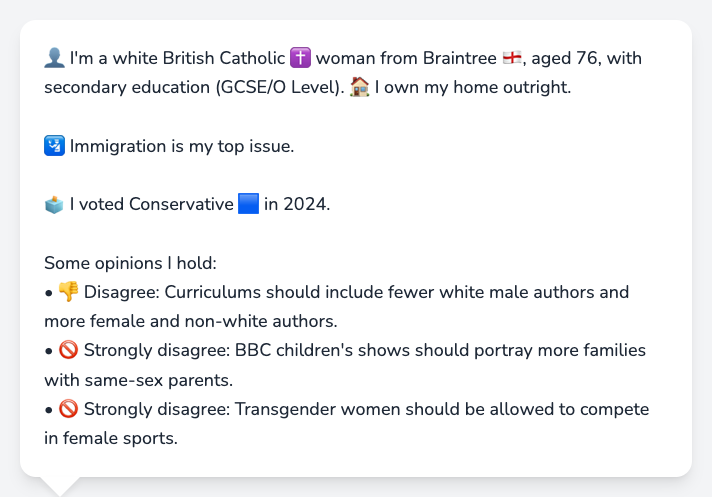 👤 I'm a white British Catholic ✝️ woman from Braintree 🏴󠁧󠁢󠁥󠁮󠁧󠁿, aged 76, with
secondary education (GCSE/O Level). 🏠 I own my home outright.
🛂 Immigration is my top issue.
🗳️ I voted Conservative 🟦 in 2024.
Some opinions I hold:
• 👎 Disagree: Curriculums should include fewer white male authors and
more female and non-white authors.
• 🚫 Strongly disagree: BBC children's shows should portray more families
with same-sex parents.
• 🚫 Strongly disagree: Transgender women should be allowed to compete
in female sports.